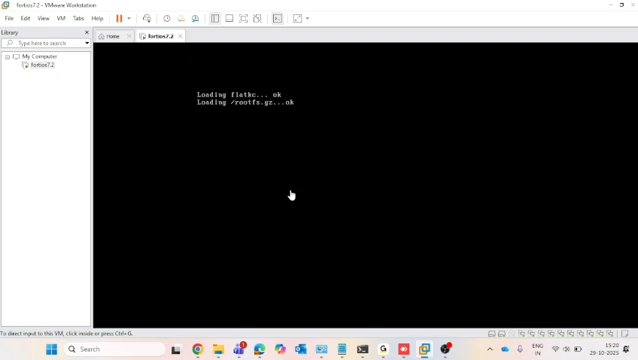 fortios7.2 - VMware Workstation
File Edit View VM Tabs Help
Library
Type here to search
Home
fortios7.2
My Computer
fortios7.2
Loading flatkc... ok
Loading /rootfs.gz...ok
To direct input to this VM, click inside or press Ctrl+G.
Search
1
ENG
IN
15:20
29-10-2025